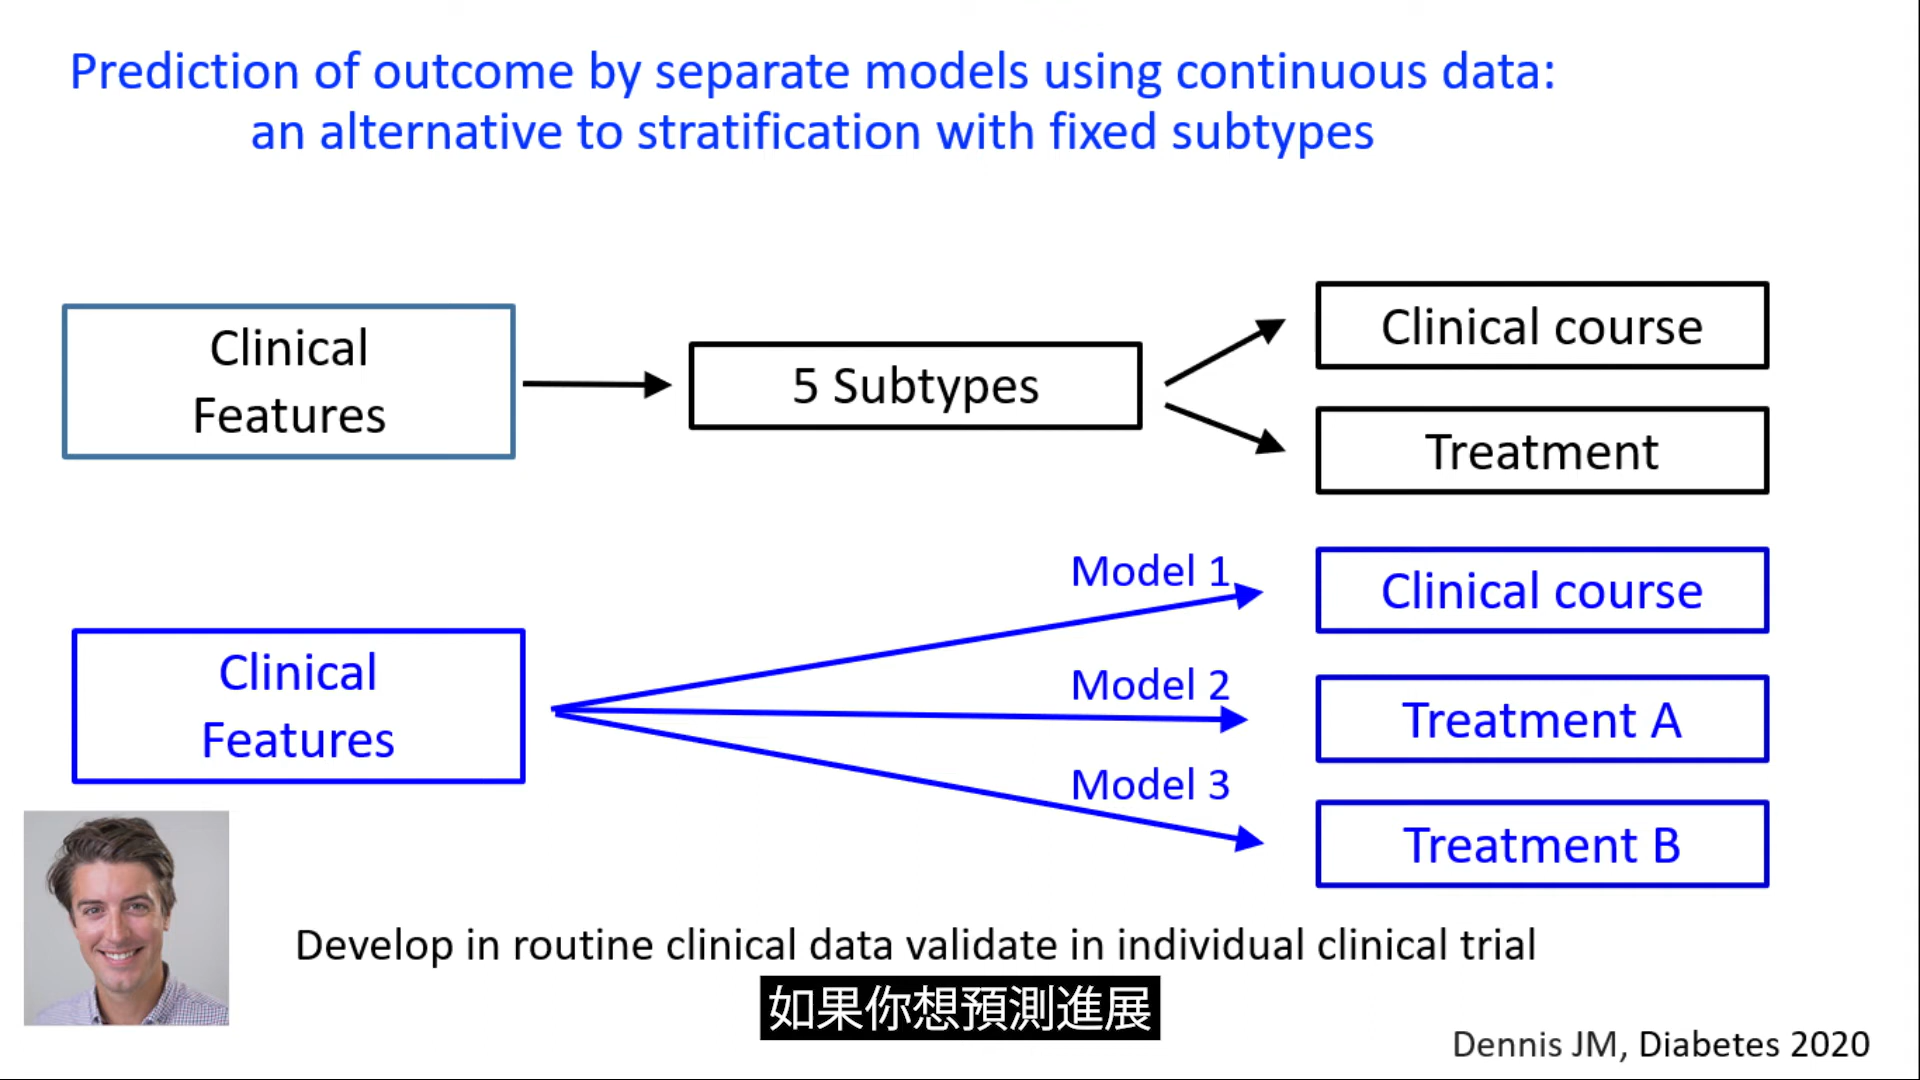 Prediction of outcome by separate models using continuous data:
an alternative to stratification with fixed subtypes
Clinical
Features
5 Subtypes
Clinical course
Treatment
Clinical
Features
Model 1
Model 2
Model 3
Clinical course
Treatment A
Treatment B
Develop in routine clinical data validate in individual clinical trial
如果你想預測進展
Dennis JM, Diabetes 2020